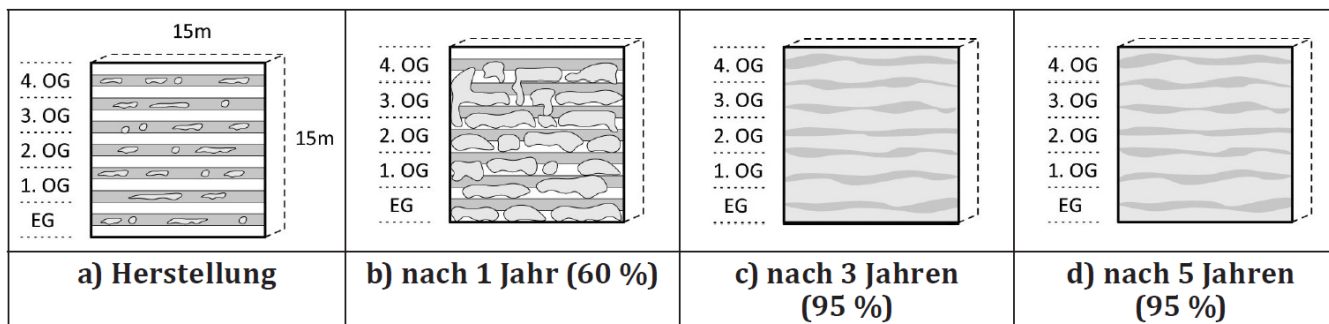 15m
4. OG
3. OG
2. OG
1. OG
EG
15m
a) Herstellung
4. OG
3. OG
2. OG
1. OG
EG
b) nach 1 Jahr (60 %)
4. OG
3. OG
2. OG
1. OG
EG
c) nach 3 Jahren
(95 %)
4. OG
3. OG
2. OG
1. OG
EG
d) nach 5 Jahren
(95 %)